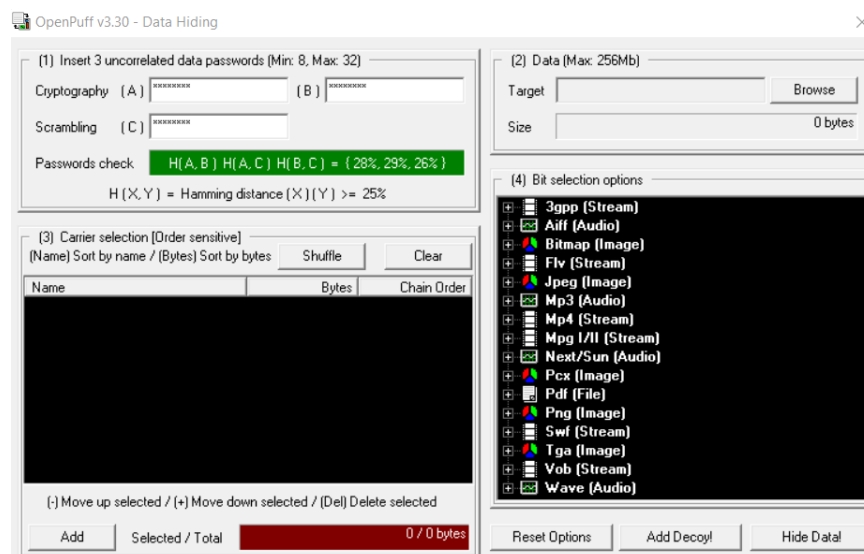 OpenPuff v3.30 - Data Hiding
(1) Insert 3 uncorrelated data passwords (Min: 8, Max: 32)
Cryptography (A) ******** (B) ********
Scrambling (C) ********
Passwords check H(A,B) H(A,C) H(B,C) = { 28%, 29%, 26% }
H (X,Y) = Hamming distance (X)(Y) >= 25%
(2) Data (Max: 256Mb)
Target Browse
Size 0 bytes
(3) Carrier selection [Order sensitive]
(Name) Sort by name / (Bytes) Sort by bytes Shuffle Clear
Name Bytes Chain Order
(-) Move up selected / (+) Move down selected / (Del) Delete selected
Add Selected / Total 0 / 0 bytes
(4) Bit selection options
3gpp (Stream)
Aiff (Audio)
Bitmap (Image)
Flv (Stream)
Jpeg (Image)
Mp3 (Audio)
Mp4 (Stream)
Mpg I/II (Stream)
Next/Sun (Audio)
Pcx (Image)
Pdf (File)
Png (Image)
Swf (Stream)
Tga (Image)
Vob (Stream)
Wave (Audio)
Reset Options Add Decoy! Hide Data!